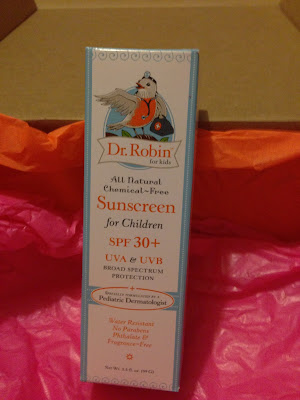 Dr. Robin
for kids
All Natural
Chemical-Free
Sunscreen
for Children
SPF 30+
UVA & UVB
BROAD SPECTRUM
PROTECTION
Pediatric Dermatologist
Water Resistant
No Parabens
Phthalate &
Fragrance-Free